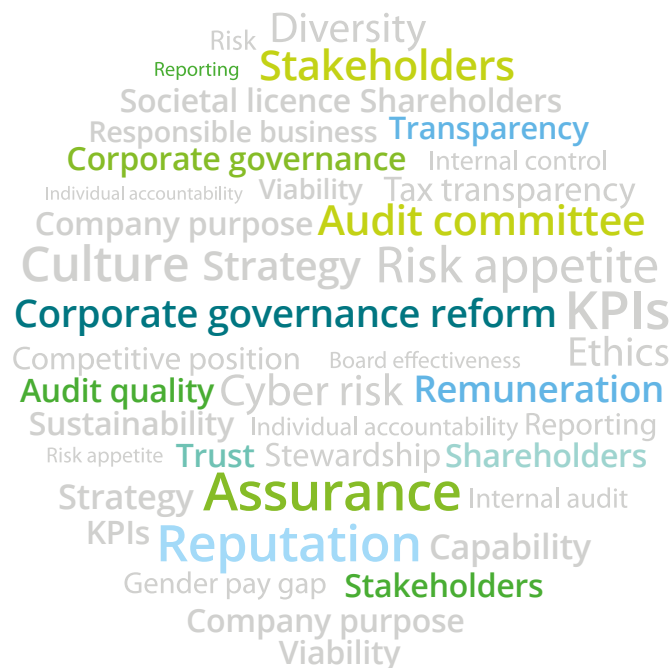 Risk Diversity
Reporting Stakeholders
Societal licence Shareholders
Responsible business Transparency
Corporate governance Internal control
Individual accountability Viability Tax transparency
Company purpose Audit committee
Culture Strategy Risk appetite
Corporate governance reform KPIs
Competitive position Board effectiveness Ethics
Audit quality Cyber risk Remuneration
Sustainability Individual accountability Reporting
Risk appetite Trust Stewardship Shareholders
Strategy Assurance Internal audit
KPIs Reputation Capability
Gender pay gap Stakeholders
Company purpose
Viability